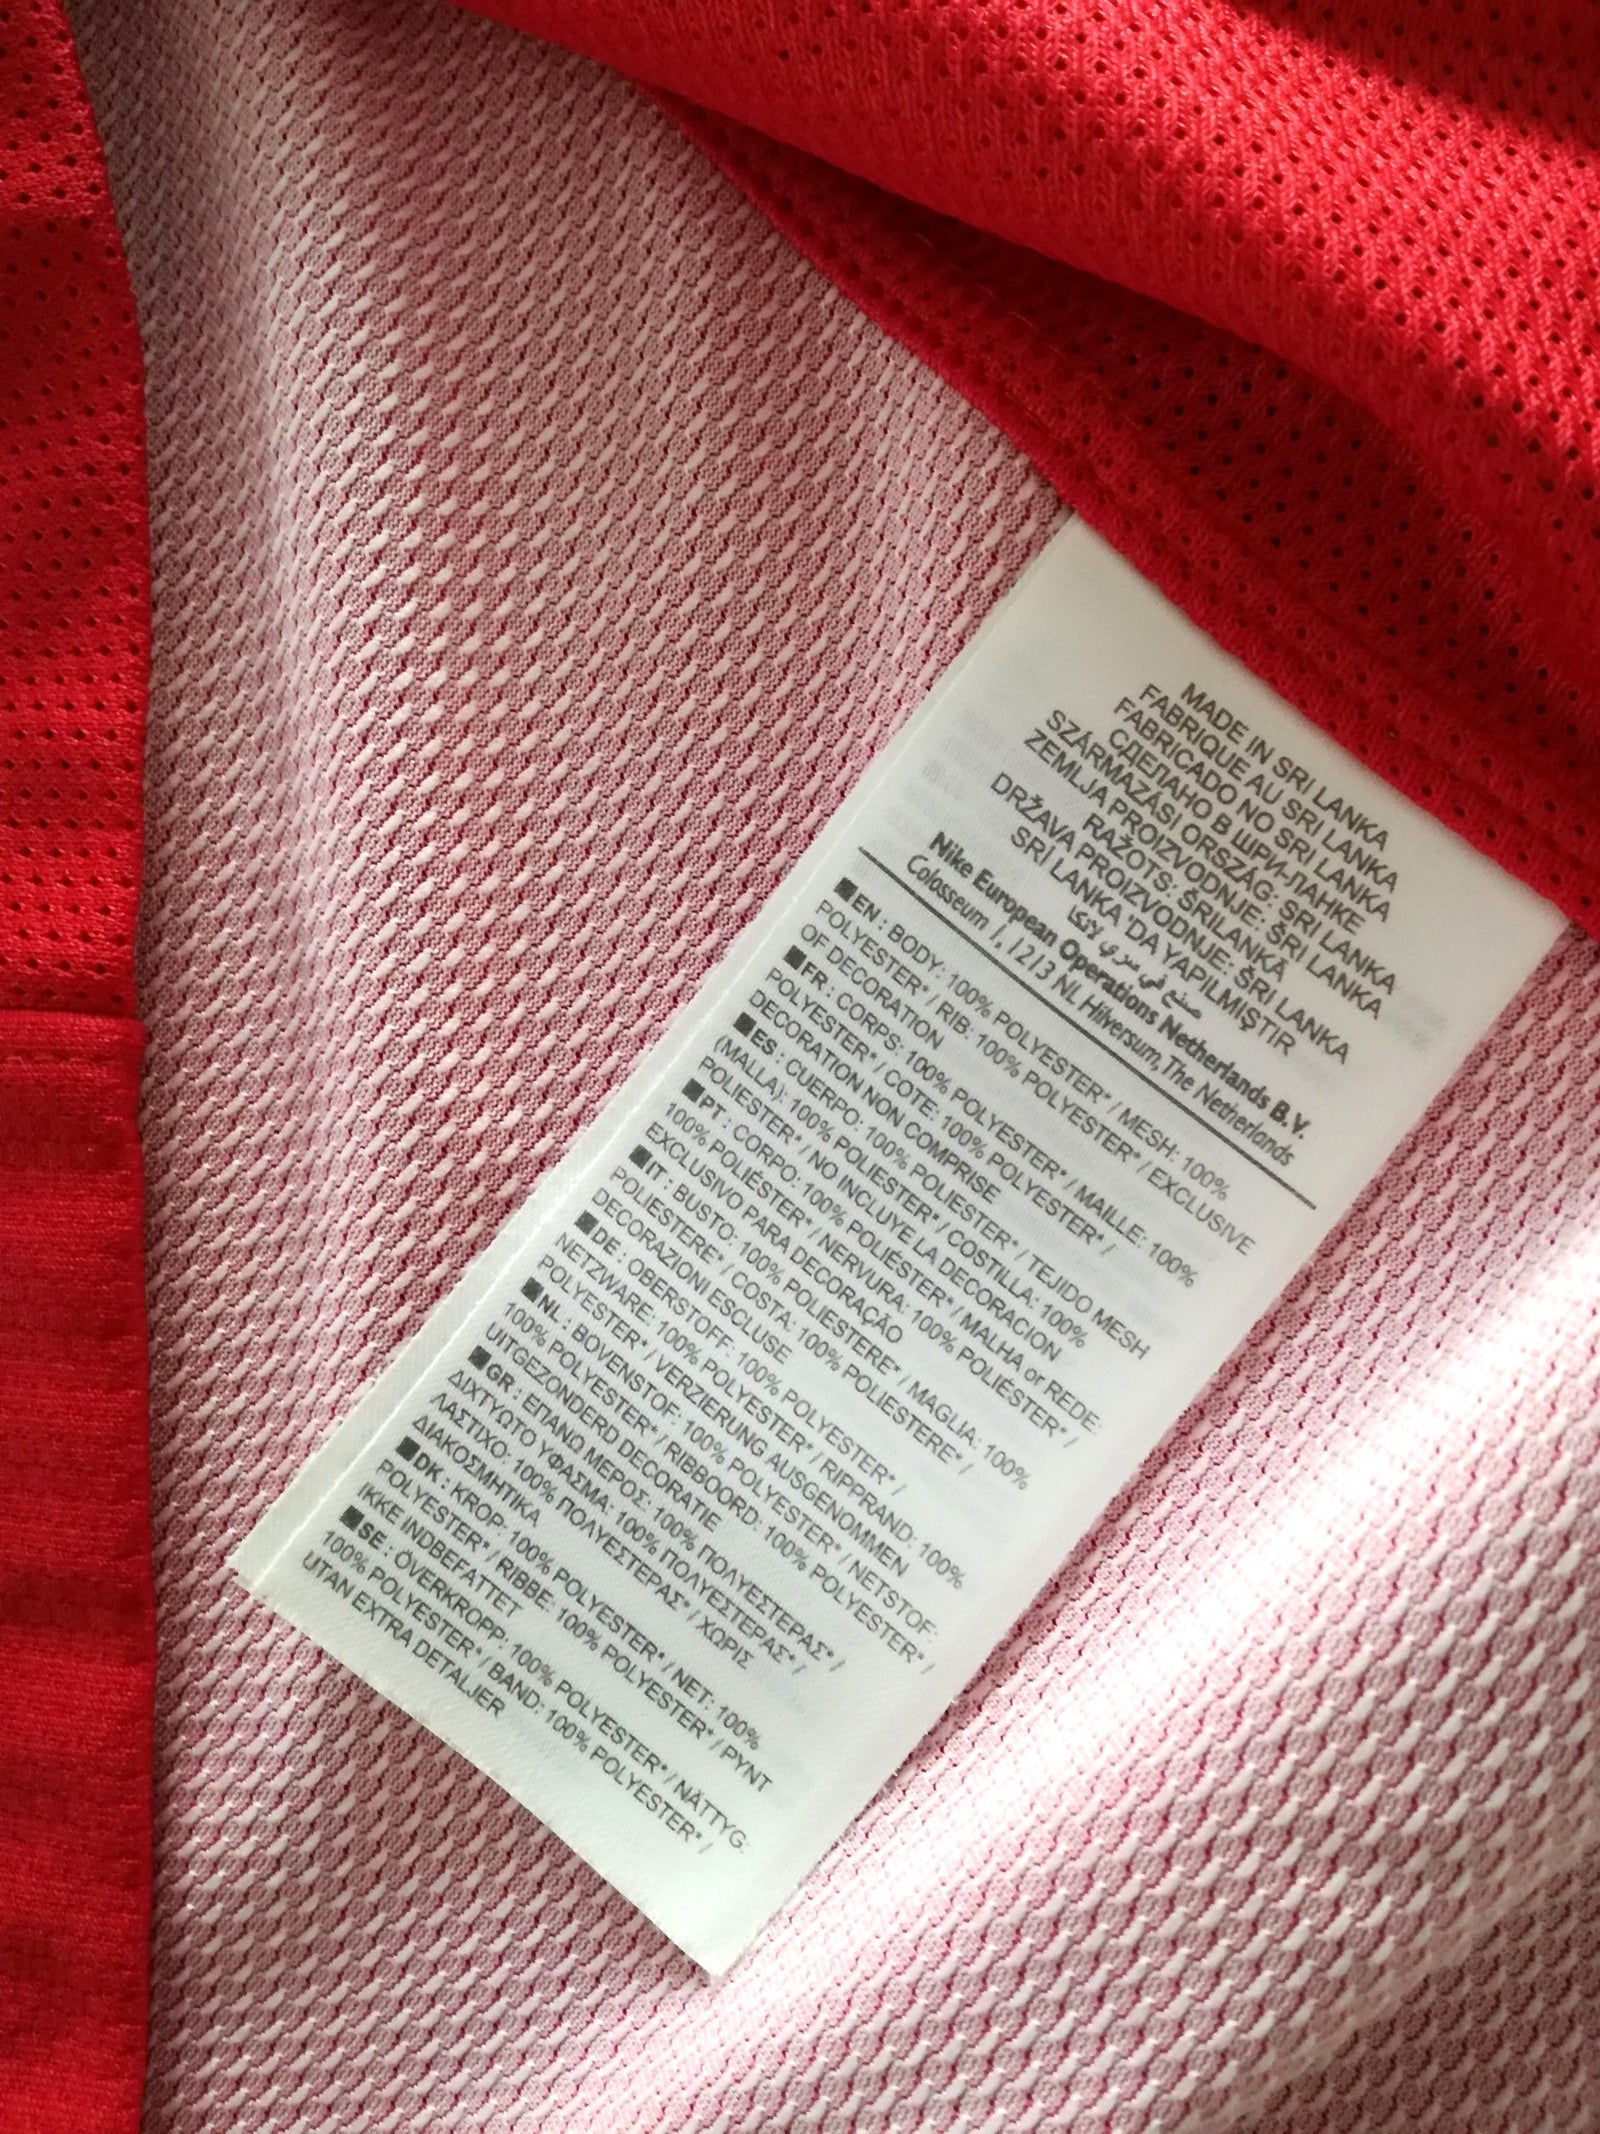 MADE IN SRI LANKA
FABRIQUE AU SRI LANKA
FABRICADO NO SRI LANKA
СДЕЛАНО В ШРИ-ЛАНКЕ
SZÁRMAZÁSI ORSZÁG: SRI LANKA
ZEMLJA PROIZVODNJE: ŠRI LANKA
RAŽOTS: ŠRILANKĀ
DRŽAVA PROIZVODNJE: ŠRI LANKA
SRİ LANKA 'DA YAPILMIŞTIR
صنع في سري لانكا
Nike European Operations Netherlands B.V.
Colosseum 1, 1213 NL Hilversum, The Netherlands
■EN : BODY: 100% POLYESTER* / MESH: 100%
POLYESTER* / RIB: 100% POLYESTER* / EXCLUSIVE
OF DECORATION
■FR : CORPS: 100% POLYESTER* / MAILLE: 100%
POLYESTER* / COTE: 100% POLYESTER* /
DECORATION NON COMPRISE
■ES : CUERPO: 100% POLIESTER* / TEJIDO MESH
(MALLA): 100% POLIESTER* / COSTILLA: 100%
POLIESTER* / NO INCLUYE LA DECORACION
■PT : CORPO: 100% POLIÉSTER* / MALHA or REDE:
100% POLIÉSTER* / NERVURA: 100% POLIÉSTER* /
EXCLUSIVO PARA DECORAÇÃO
■IT : BUSTO: 100% POLIESTERE* / MAGLIA: 100%
POLIESTERE* / COSTA: 100% POLIESTERE* /
DECORAZIONI ESCLUSE
■DE : OBERSTOFF: 100% POLYESTER* /
NETZWARE: 100% POLYESTER* / RIPPRAND: 100%
POLYESTER* / VERZIERUNG AUSGENOMMEN
■NL : BOVENSTOF: 100% POLYESTER* / NETSTOF:
100% POLYESTER* / RIBBOORD: 100% POLYESTER* /
UITGEZONDERD DECORATIE
■GR : ΕΠΑΝΩ ΜΕΡΟΣ: 100% ΠΟΛΥΕΣΤΕΡΑΣ* /
ΔΙΧΤΥΩΤΟ ΥΦΑΣΜΑ: 100% ΠΟΛΥΕΣΤΕΡΑΣ* /
ΛΑΣΤΙΧΟ: 100% ΠΟΛΥΕΣΤΕΡΑΣ* / ΧΩΡΙΣ
ΔΙΑΚΟΣΜΗΤΙΚΑ
■DK : KROP: 100% POLYESTER* / NET: 100%
POLYESTER* / RIBBE: 100% POLYESTER* / PYNT
IKKE INDBEFATTET
■SE : ÖVERKROPP: 100% POLYESTER* / NÄTTYG:
100% POLYESTER* / BAND: 100% POLYESTER* /
UTAN EXTRA DETALJER